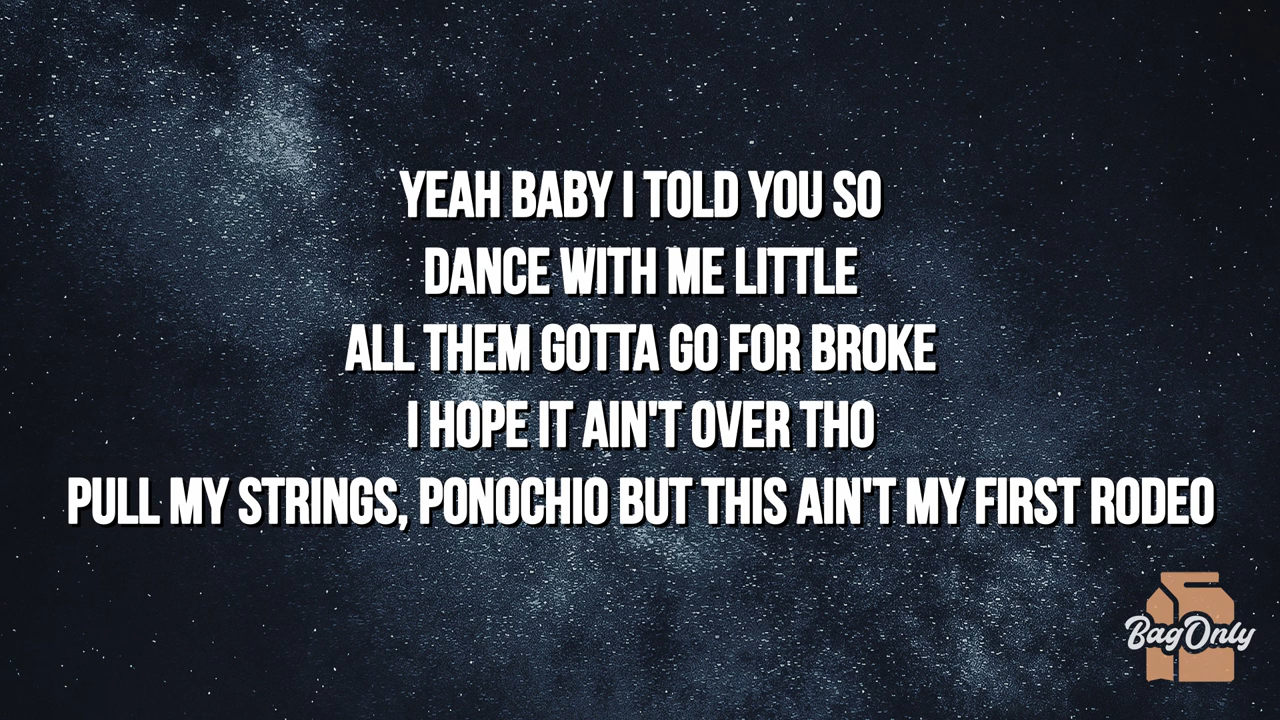 YEAH BABY I TOLD YOU SO
DANCE WITH ME LITTLE
ALL THEM GOTTA GO FOR BROKE
I HOPE IT AIN'T OVER THO
PULL MY STRINGS, PONOCHIO BUT THIS AIN'T MY FIRST RODEO
BagOnly